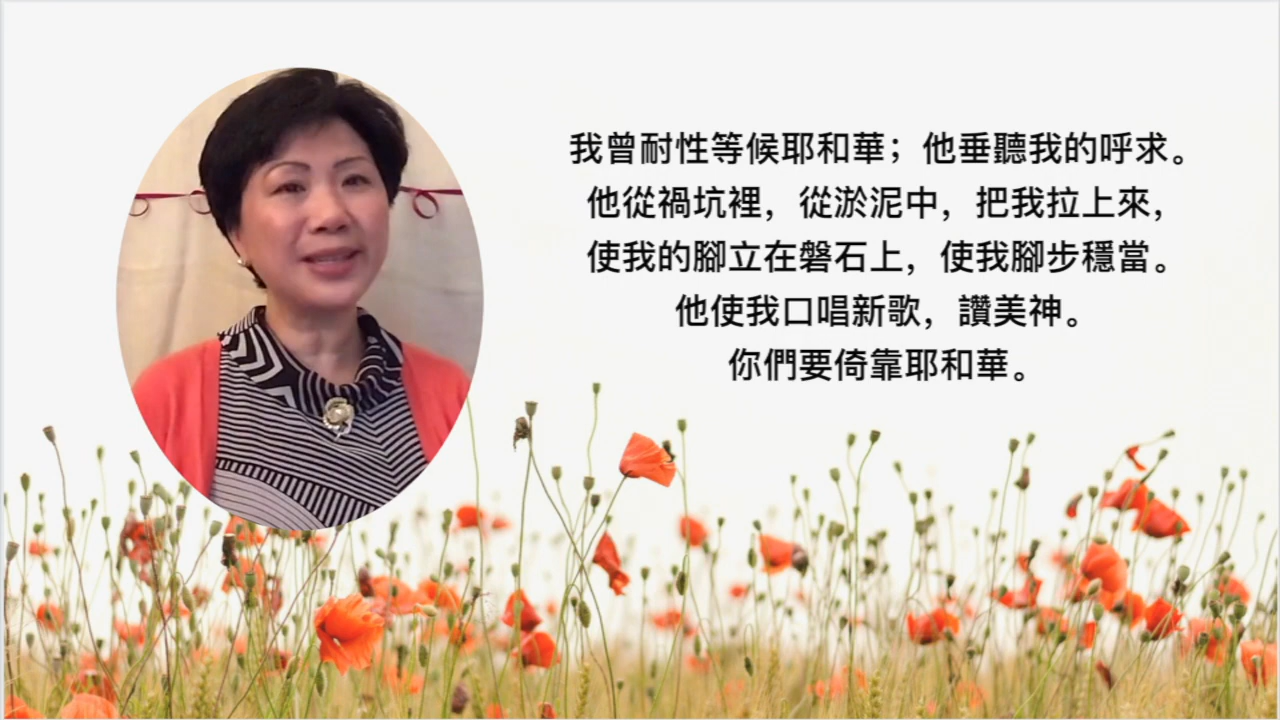 我曾耐性等候耶和華；他垂聽我的呼求。
他從禍坑裡，從淤泥中，把我拉上來，
使我的腳立在磐石上，使我腳步穩當。
他使我口唱新歌，讚美神。
你們要倚靠耶和華。